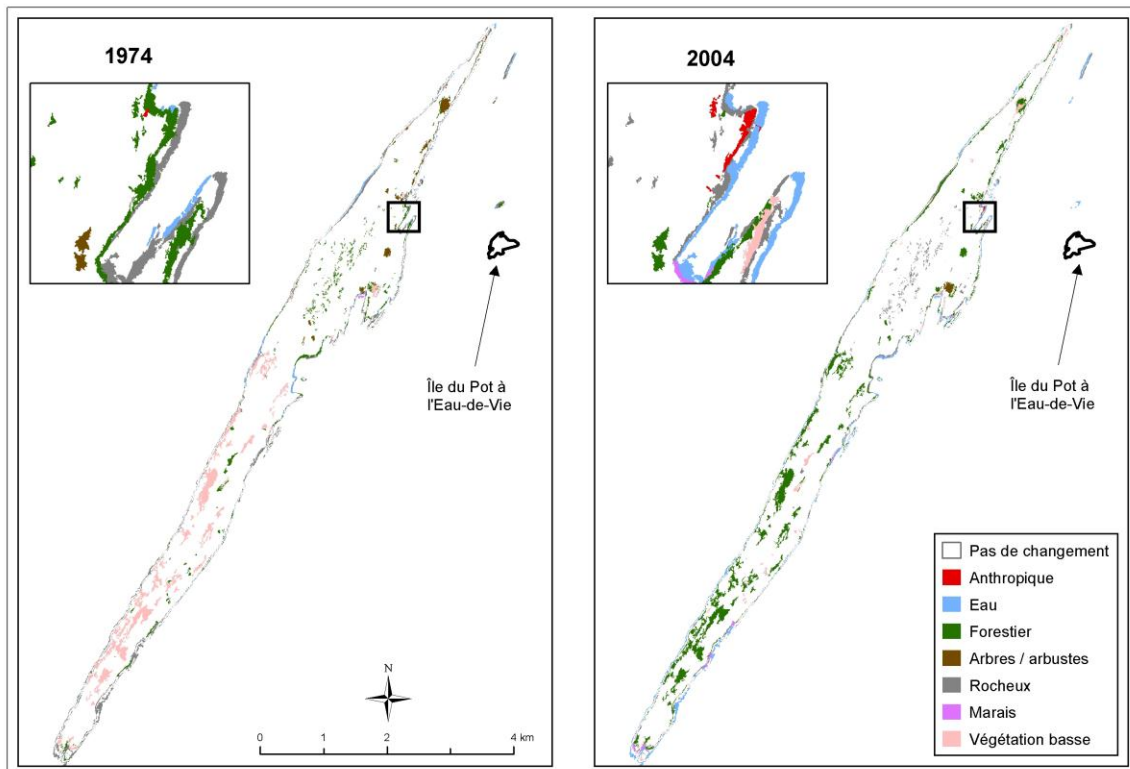 1974
Île du Pot à
l'Eau-de-Vie
N
0 1 2 4 km
2004
Île du Pot à
l'Eau-de-Vie
Pas de changement
Anthropique
Eau
Forestier
Arbres / arbustes
Rocheux
Marais
Végétation basse